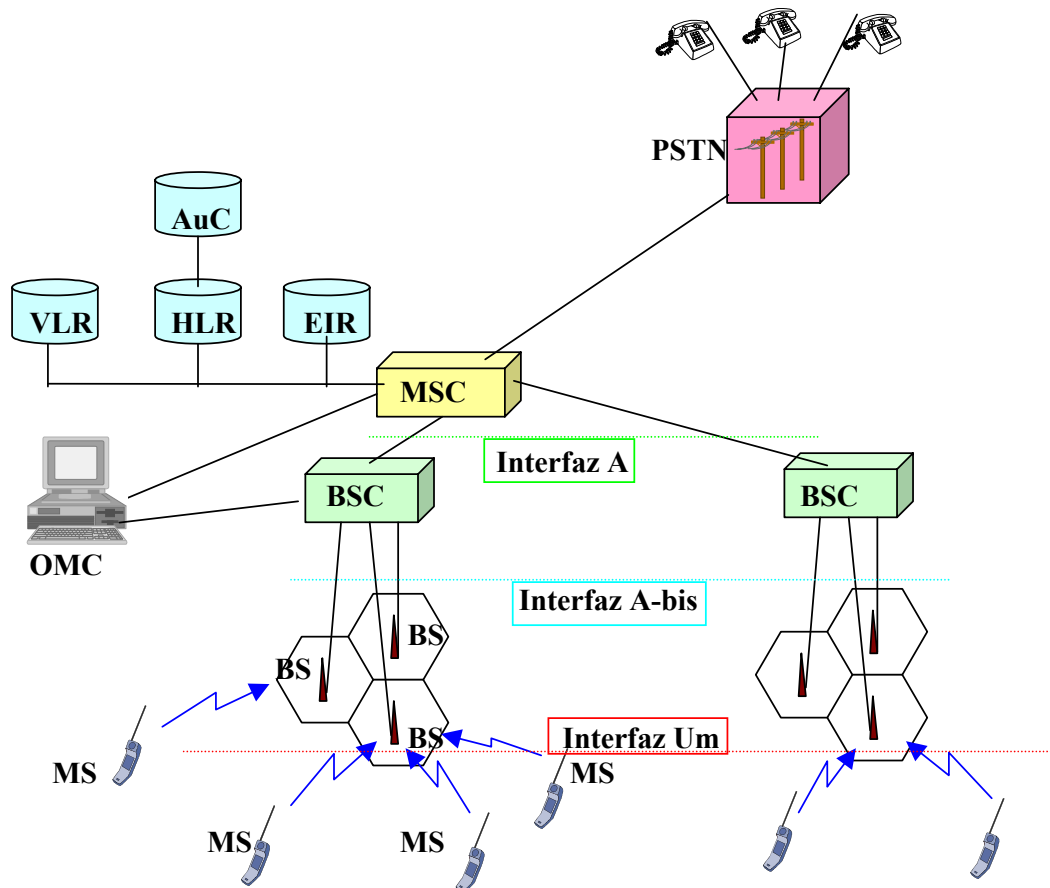 PSTN
AuC
VLR
HLR
EIR
MSC
Interfaz A
BSC
BSC
OMC
Interfaz A-bis
BS
BS
BS
Interfaz Um
MS
MS
MS
MS